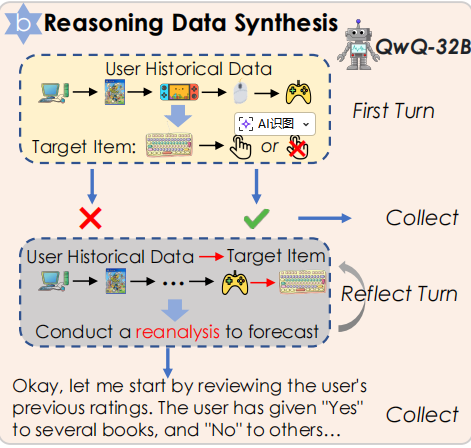 b Reasoning Data Synthesis
QwQ-32B
User Historical Data
First Turn
AI识图
Target Item:
or
Collect
User Historical Data
Target Item
...
Reflect Turn
Conduct a reanalysis to forecast
Okay, let me start by reviewing the user's
previous ratings. The user has given "Yes"
to several books, and "No" to others...
Collect